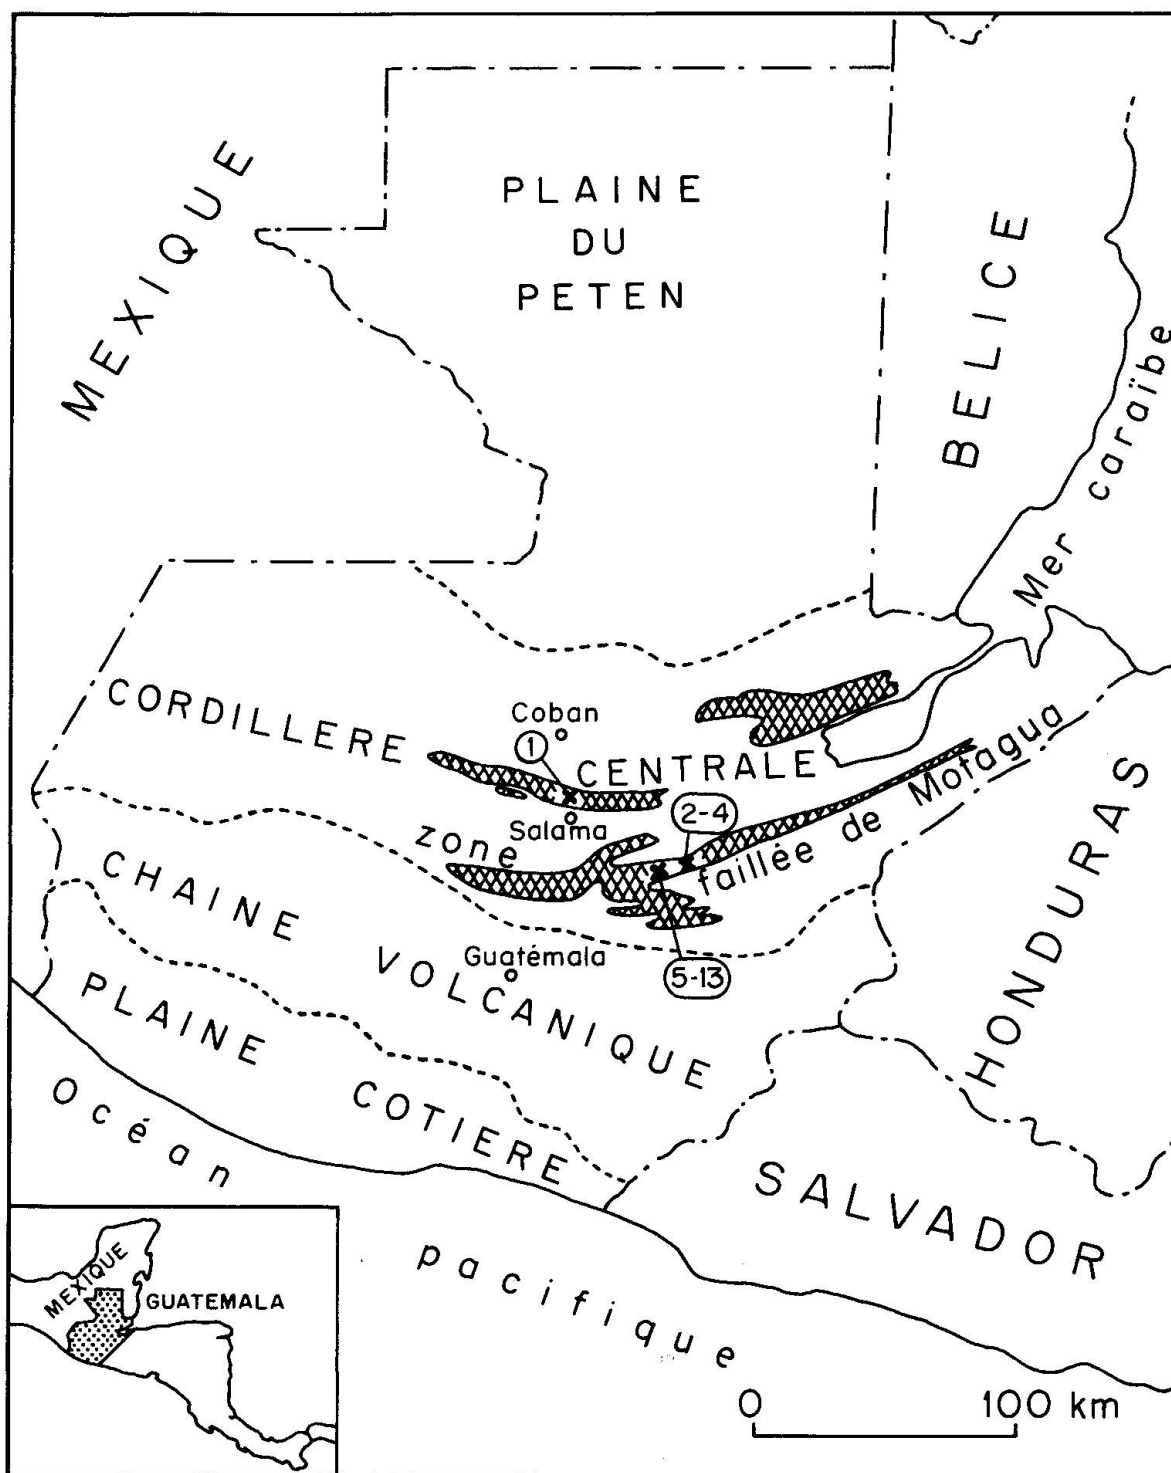 PLAINE
DU
PETEN
MEXIQUE
BELICE
Mer caraïbe
CORDILLERE CENTRALE
Coban
1
Salama
2-4
zone faillée de Motagua
CHAINE VOLCANIQUE
Guatémala
5-13
PLAINE COTIERE
HONDURAS
SALVADOR
Océan pacifique
MEXIQUE
GUATEMALA
0 100 km